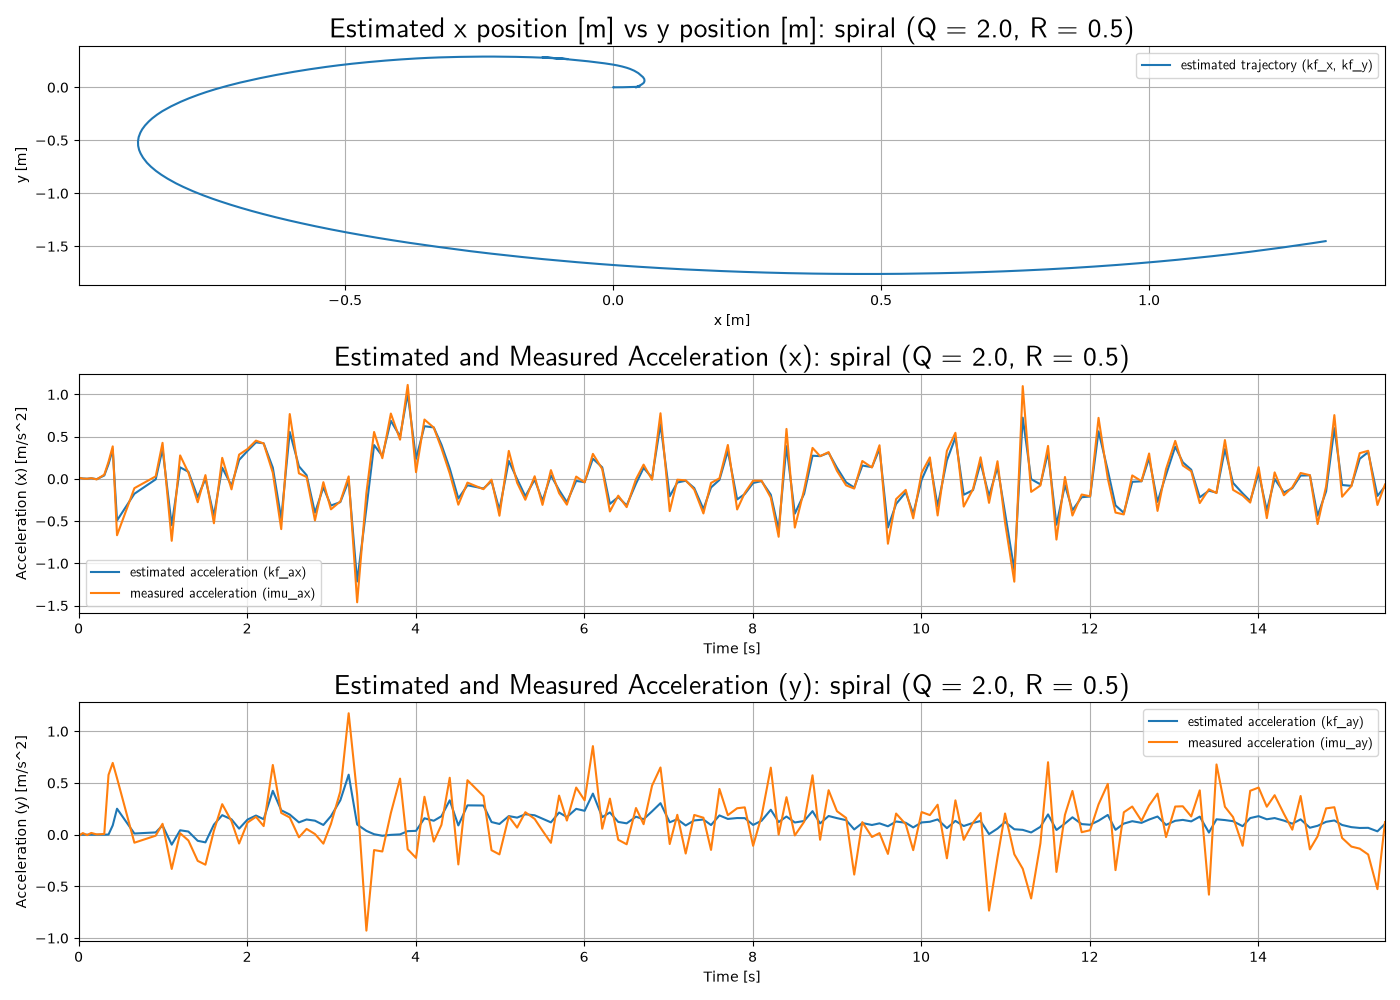 Estimated x position [m] vs y position [m]: spiral (Q = 2.0, R = 0.5)
estimated trajectory (kf_x, kf_y)
0.0
−0.5
−1.0
−1.5
y [m]
−0.5 0.0 0.5 1.0
x [m]
Estimated and Measured Acceleration (x): spiral (Q = 2.0, R = 0.5)
1.0
0.5
0.0
−0.5
−1.0
−1.5
Acceleration (x) [m/s^2]
estimated acceleration (kf_ax)
measured acceleration (imu_ax)
0 2 4 6 8 10 12 14
Time [s]
Estimated and Measured Acceleration (y): spiral (Q = 2.0, R = 0.5)
estimated acceleration (kf_ay)
measured acceleration (imu_ay)
1.0
0.5
0.0
−0.5
−1.0
Acceleration (y) [m/s^2]
0 2 4 6 8 10 12 14
Time [s]